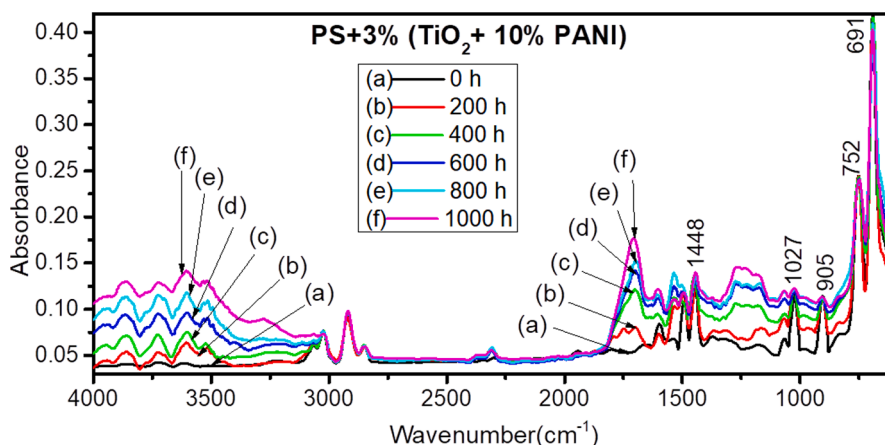 PS+3% (TiO₂+ 10% PANI)
(a) 0 h
(b) 200 h
(c) 400 h
(d) 600 h
(e) 800 h
(f) 1000 h
Absorbance
0.40
0.35
0.30
0.25
0.20
0.15
0.10
0.05
(f)
(e)
(d)
(c)
(b)
(a)
(f)
(e)
(d)
(c)
(b)
(a)
1448
1027
905
752
691
4000 3500 3000 2500 2000 1500 1000
Wavenumber(cm⁻¹)